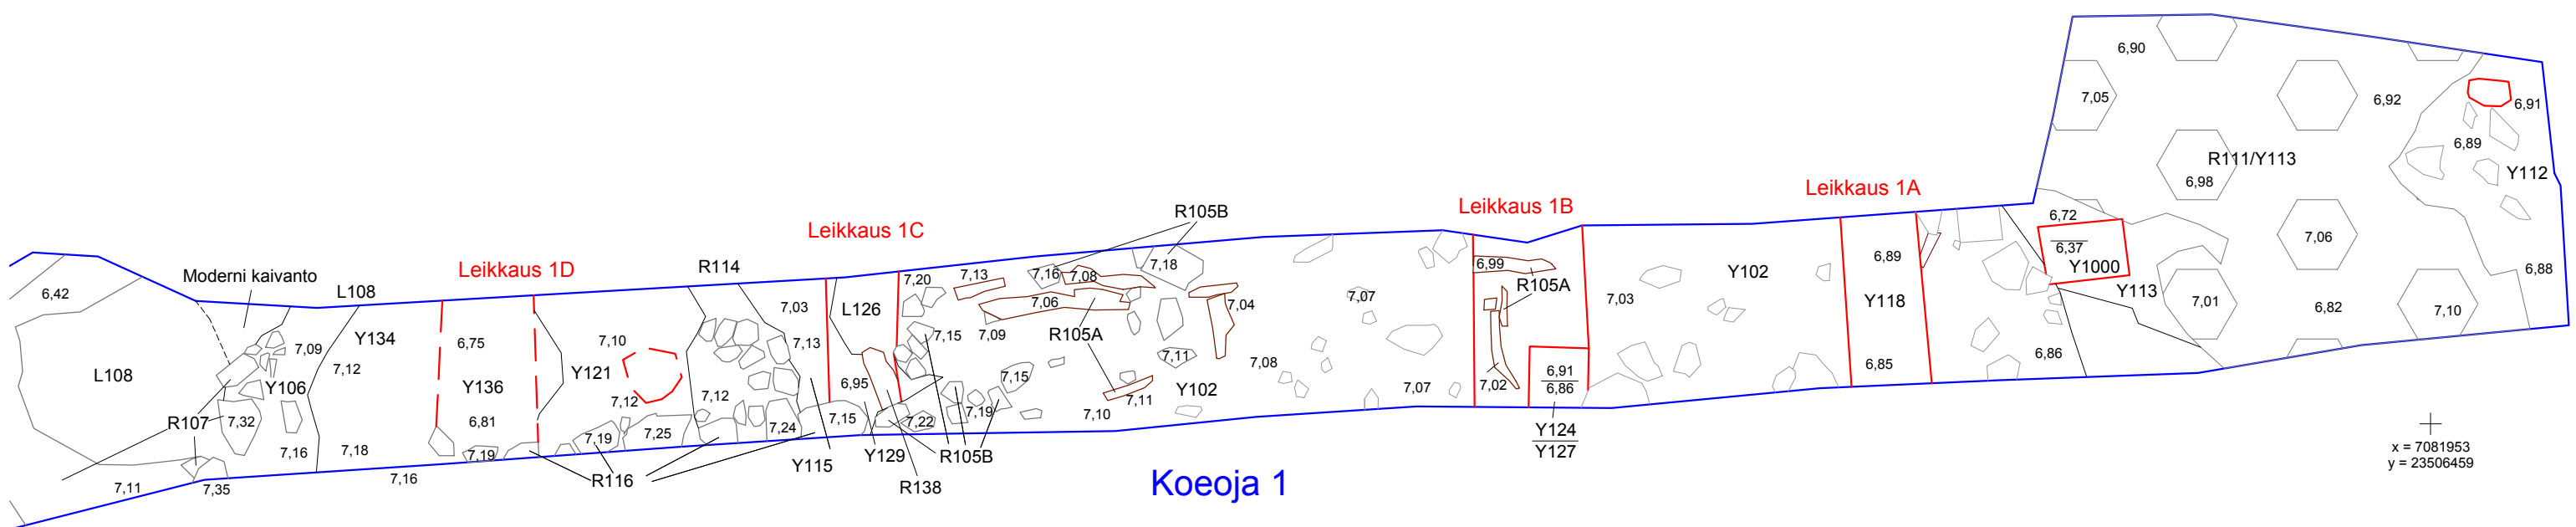 6,90
7,05
6,92
6,91
6,89
R111/Y113
6,98
Y112
Leikkaus 1A
Leikkaus 1B
R105B
Leikkaus 1C
6,72
6,37
Y1000
7,06
6,88
Y113
7,01
6,82
7,10
6,89
Y118
6,85
6,86
Y102
7,03
6,99
R105A
7,02
6,91
6,86
Y124
Y127
7,18
7,16
7,08
7,13
7,20
7,06
7,04
7,07
7,09
R105A
7,15
7,11
7,08
7,15
Y102
7,11
7,07
7,10
7,19
7,22
R105B
R114
Leikkaus 1D
Moderni kaivanto
L108
6,42
7,03
L126
7,13
6,95
7,15
Y134
6,75
7,10
7,09
7,12
Y136
Y121
L108
Y106
7,12
7,12
6,81
7,24
7,25
7,19
7,19
R107
7,32
7,16
7,18
Y115
Y129
R138
R116
7,16
7,11
7,35
Koeoja 1
x = 7081953
y = 23506459